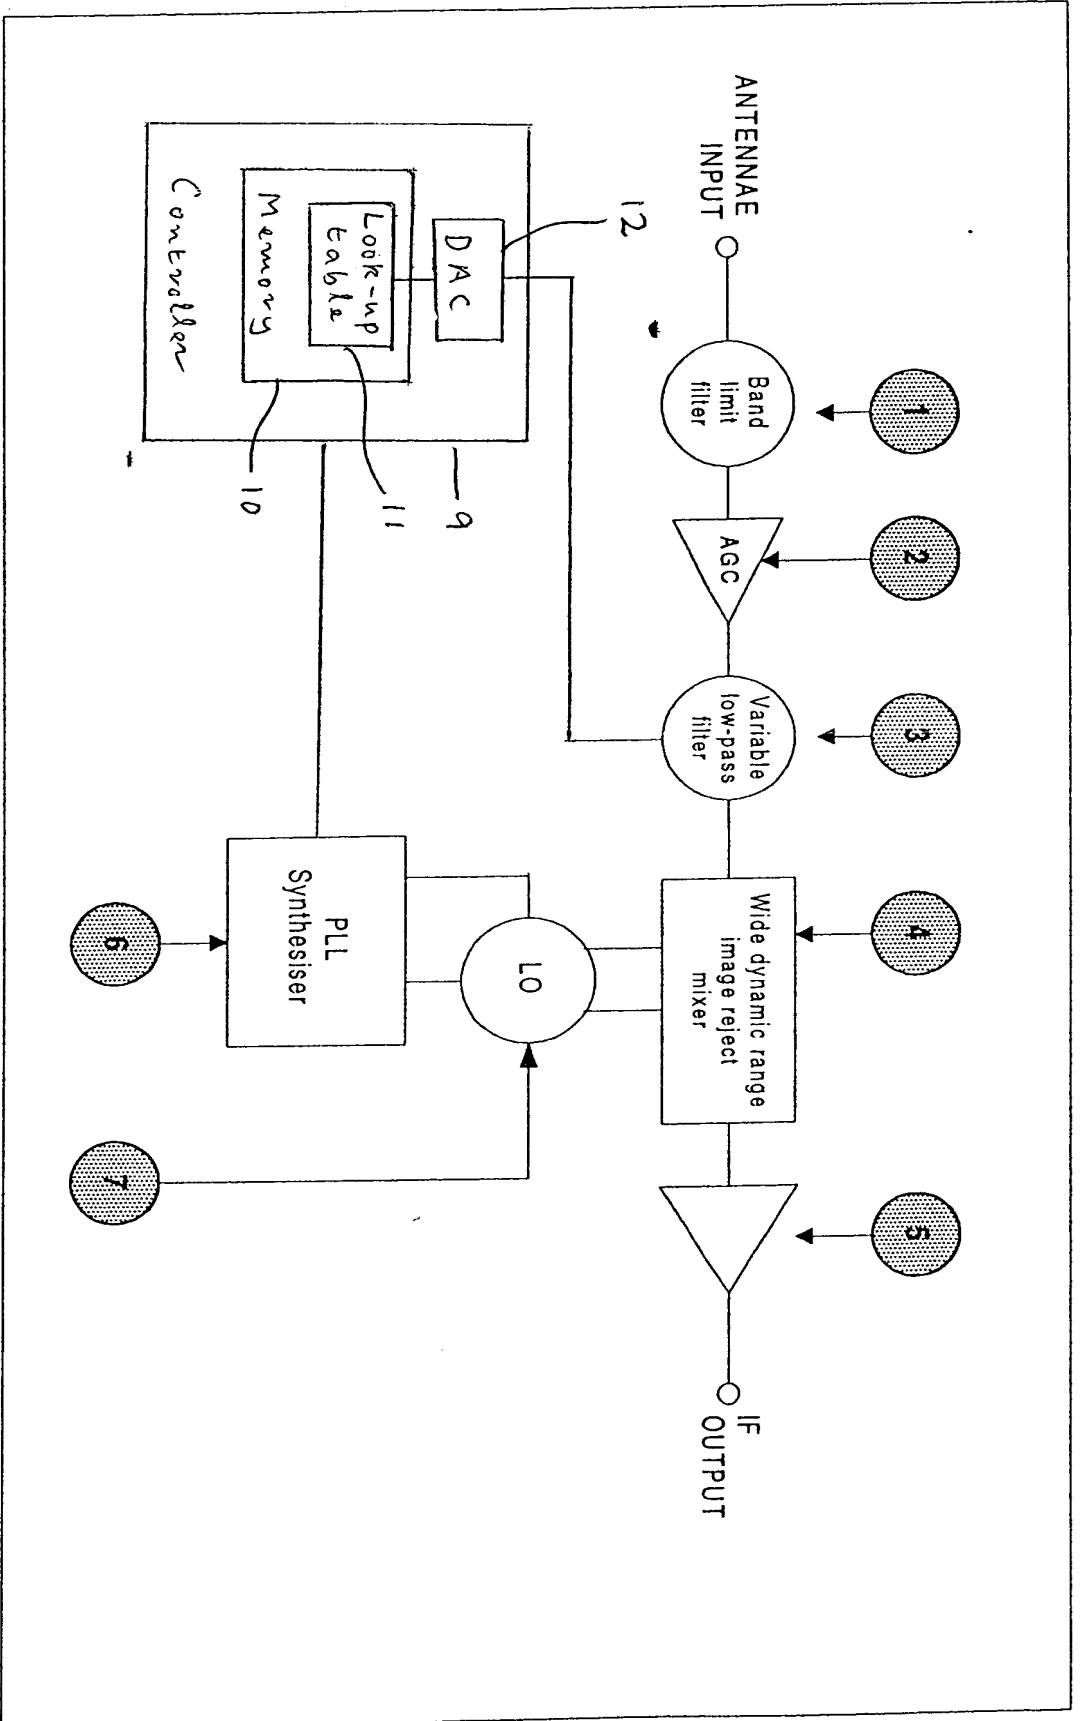 1
2
3
4
5
ANTENNAE
INPUT
Band
limit
filter
AGC
Variable
low-pass
filter
Wide dynamic range
image reject
mixer
IF
OUTPUT
12
DAC
LO
Look-up
table
Memory
Controller
9
11
10
PLL
Synthesiser
6
7